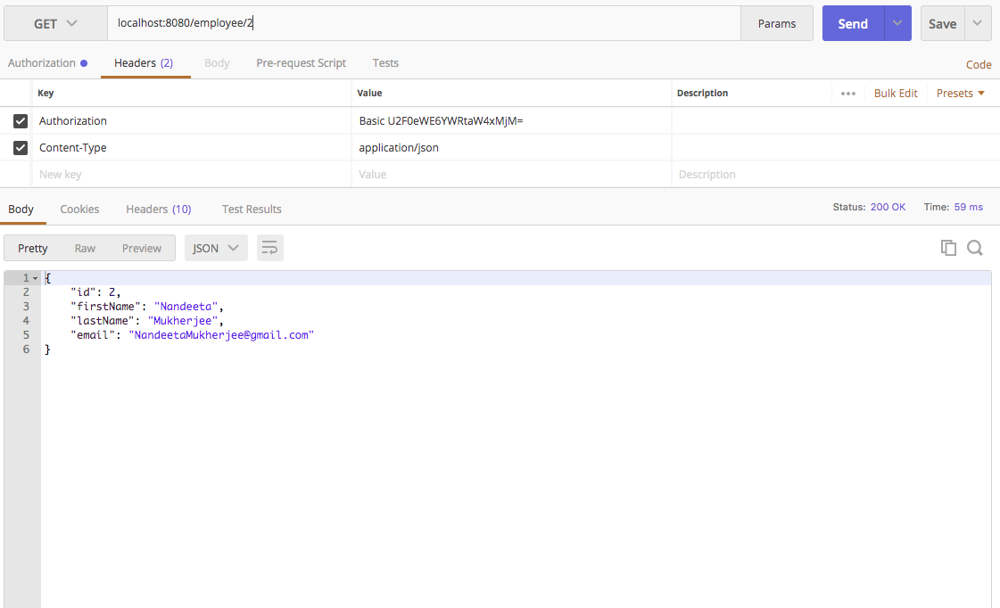 GET localhost:8080/employee/2 Params Send Save
Authorization Headers (2) Body Pre-request Script Tests Code
Key Value Description ••• Bulk Edit Presets
Authorization Basic U2F0eWE6YWRtaW4xMjM=
Content-Type application/json
New key Value Description
Body Cookies Headers (10) Test Results Status: 200 OK Time: 59 ms
Pretty Raw Preview JSON
1 {
2 "id": 2,
3 "firstName": "Nandeeta",
4 "lastName": "Mukherjee",
5 "email": "NandeetaMukherjee@gmail.com"
6 }